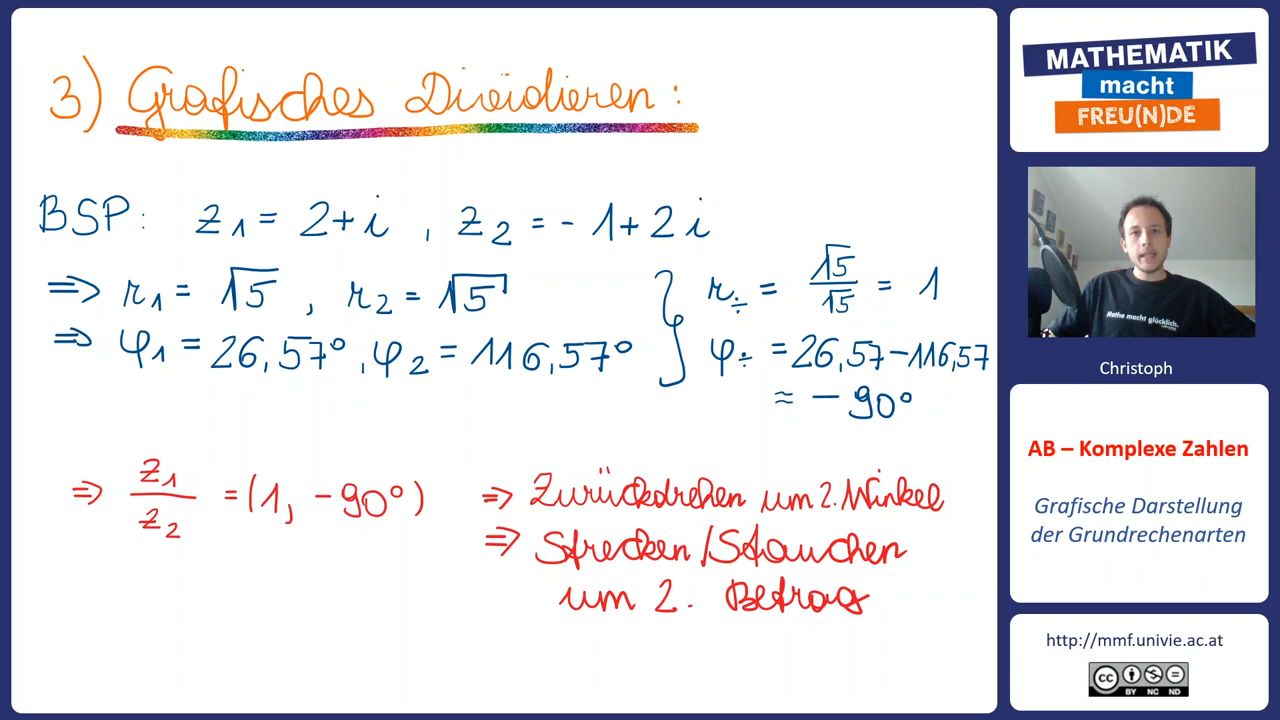 3) Grafisches Dividieren:
BSP: z₁ = 2+i , z₂ = -1+2i
⇒ r₁ = √5 , r₂ = √5
⇒ φ₁ = 26,57° , φ₂ = 116,57°
r÷ = √5/√5 = 1
φ÷ = 26,57-116,57
≈ -90°
⇒ z₁/z₂ = (1, -90°)
⇒ Zurückdrehen um 2. Winkel
⇒ Strecken/Stauchen
um 2. Betrag
MATHEMATIK
macht
FREU(N)DE
Mathe macht glücklich.
Christoph
AB – Komplexe Zahlen
Grafische Darstellung
der Grundrechenarten
http://mmf.univie.ac.at
cc
BY NC ND